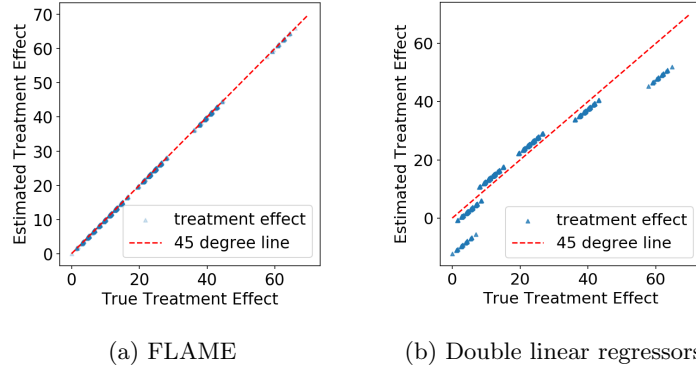 70
60
50
40
30
20
10
0
Estimated Treatment Effect
treatment effect
45 degree line
0 20 40 60
True Treatment Effect
(a) FLAME
60
40
20
0
Estimated Treatment Effect
treatment effect
45 degree line
0 20 40 60
True Treatment Effect
(b) Double linear regressors